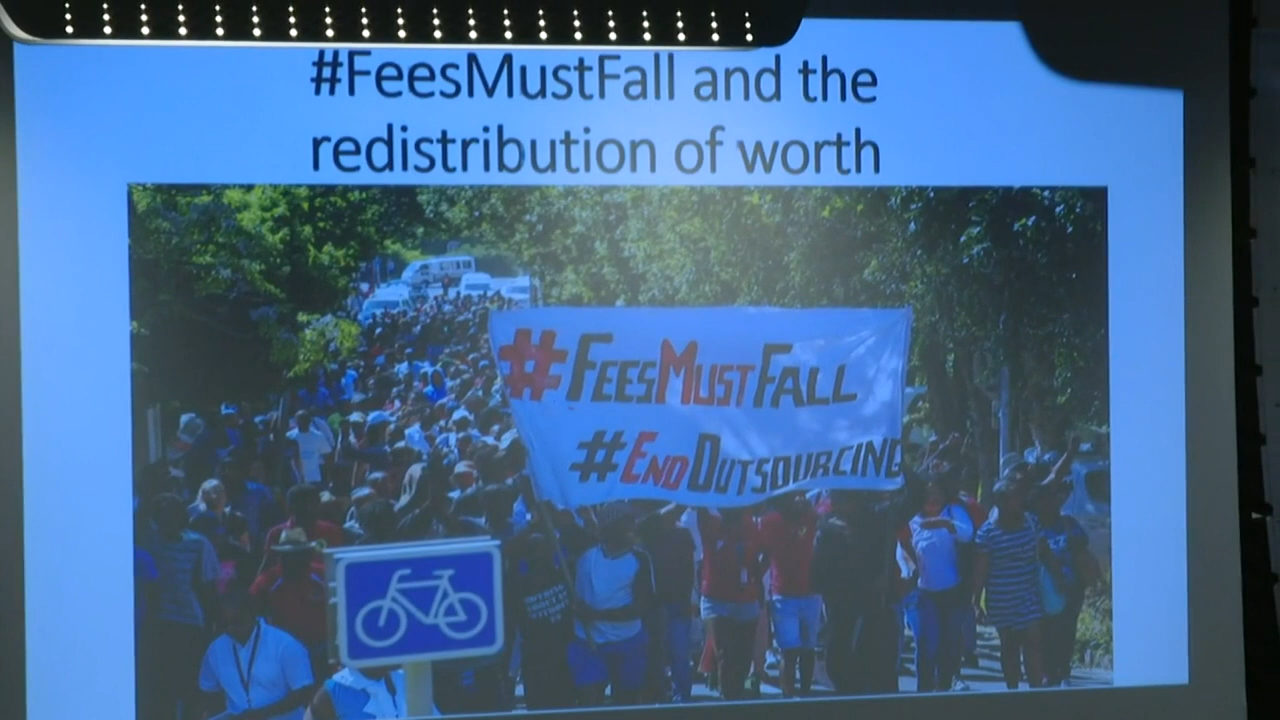 #FeesMustFall and the
redistribution of worth
#FEESMUSTFALL
#ENDOUTSOURCING